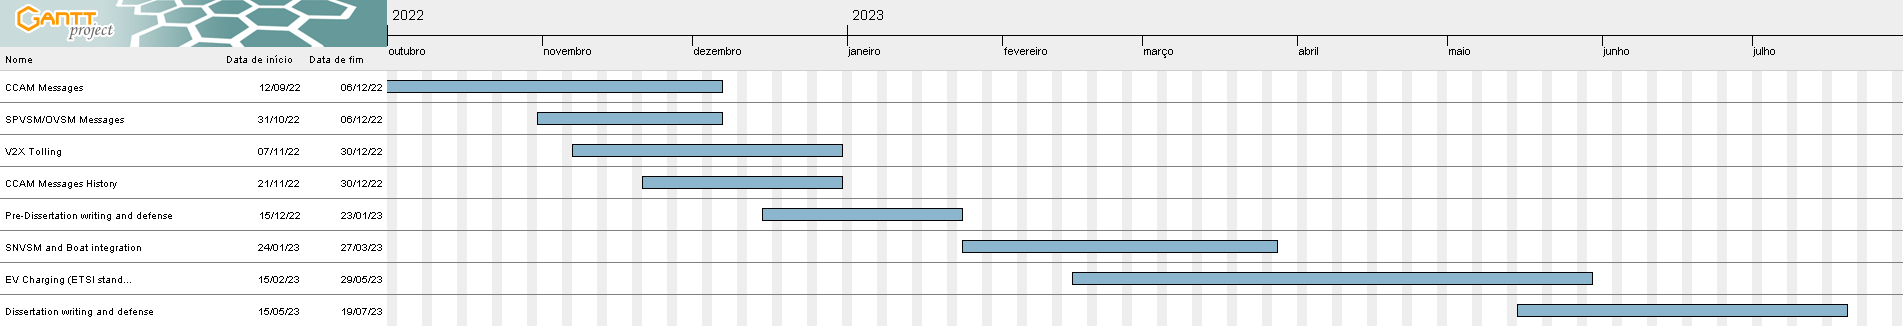 GANTT
project
2022
2023
outubro novembro dezembro janeiro fevereiro março abril maio junho julho
Nome Data de início Data de fim
CCAM Messages 12/09/22 06/12/22
SPVSM/OVSM Messages 31/10/22 06/12/22
V2X Tolling 07/11/22 30/12/22
CCAM Messages History 21/11/22 30/12/22
Pre-Dissertation writing and defense 15/12/22 23/01/23
SNVSM and Boat integration 24/01/23 27/03/23
EV Charging (ETSI stand... 15/02/23 29/05/23
Dissertation writing and defense 15/05/23 19/07/23